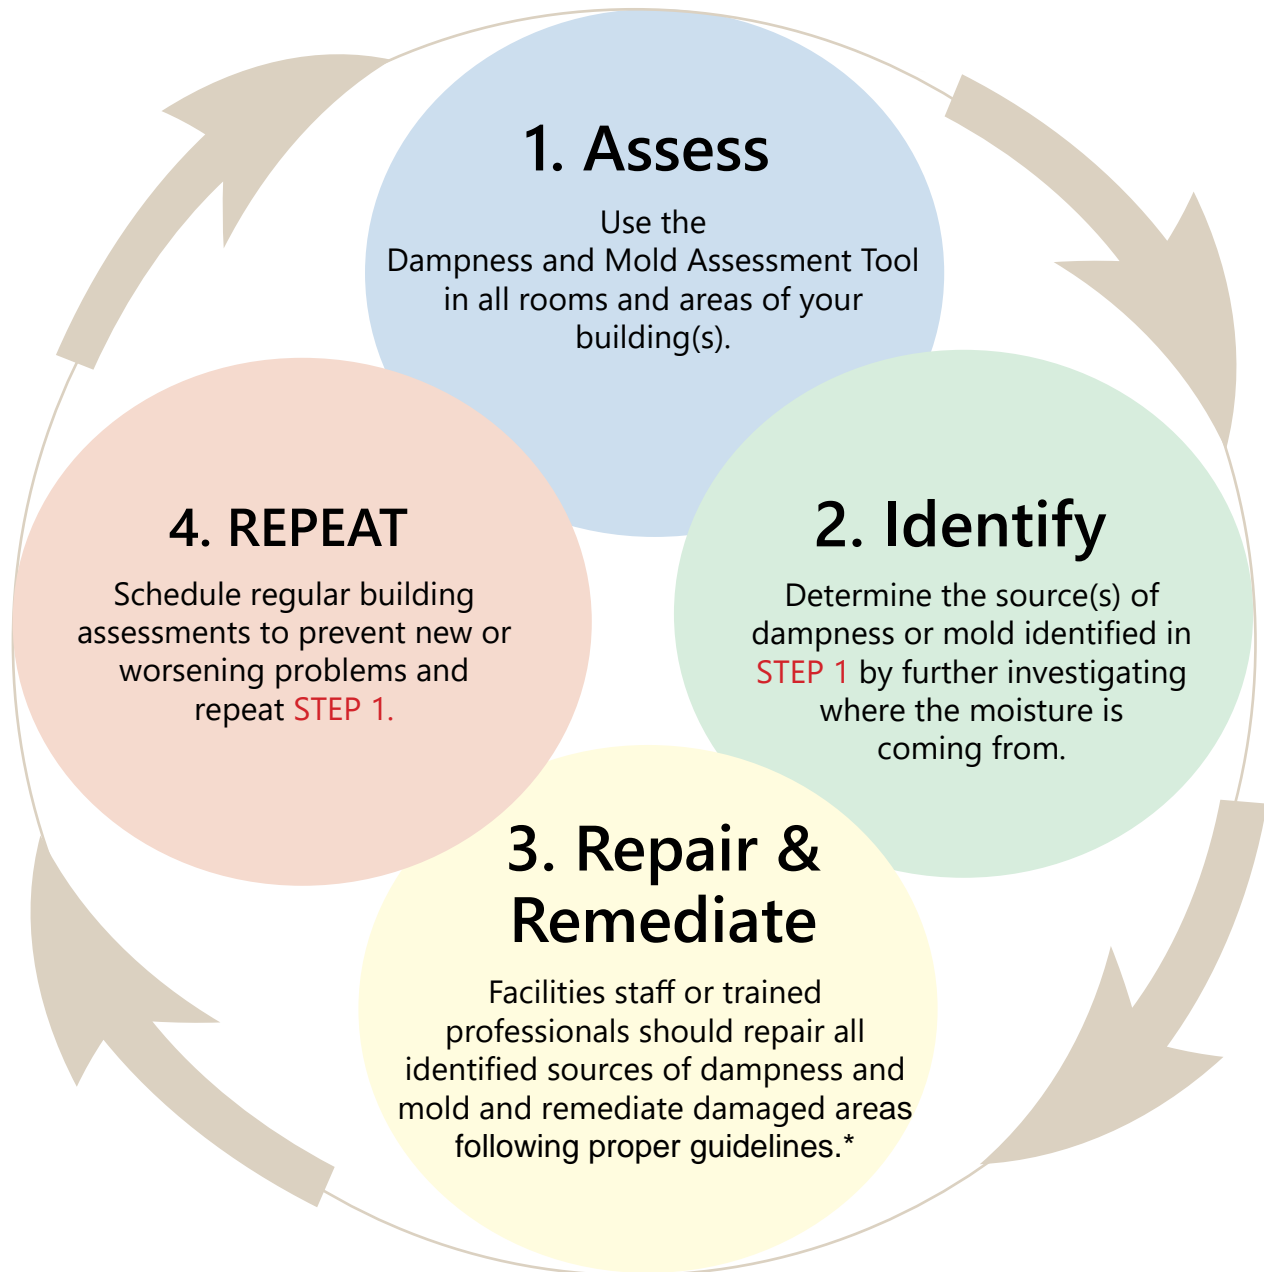 1. Assess
Use the
Dampness and Mold Assessment Tool
in all rooms and areas of your
building(s).
2. Identify
Determine the source(s) of
dampness or mold identified in
STEP 1 by further investigating
where the moisture is
coming from.
3. Repair &
Remediate
Facilities staff or trained
professionals should repair all
identified sources of dampness and
mold and remediate damaged areas
following proper guidelines.*
4. REPEAT
Schedule regular building
assessments to prevent new or
worsening problems and
repeat STEP 1.